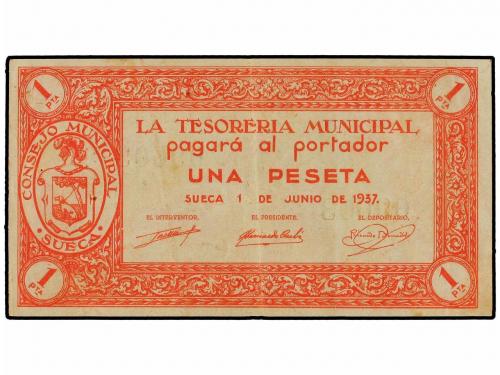 1 PTA
1 PTA
CONSEJO MUNICIPAL
SUECA
LA TESORERIA MUNICIPAL
pagará al portador
UNA PESETA
SUECA 1 DE JUNIO DE 1937.
EL INTERVENTOR, EL PRESIDENTE. EL DEPOSITARIO,
1 PTA.
1 PTA